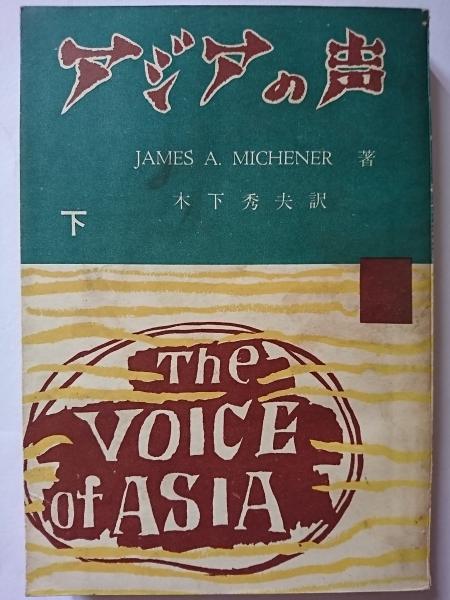 アジアの声
JAMES A. MICHENER 著
木下秀夫訳
下
The
VOICE
of ASIA